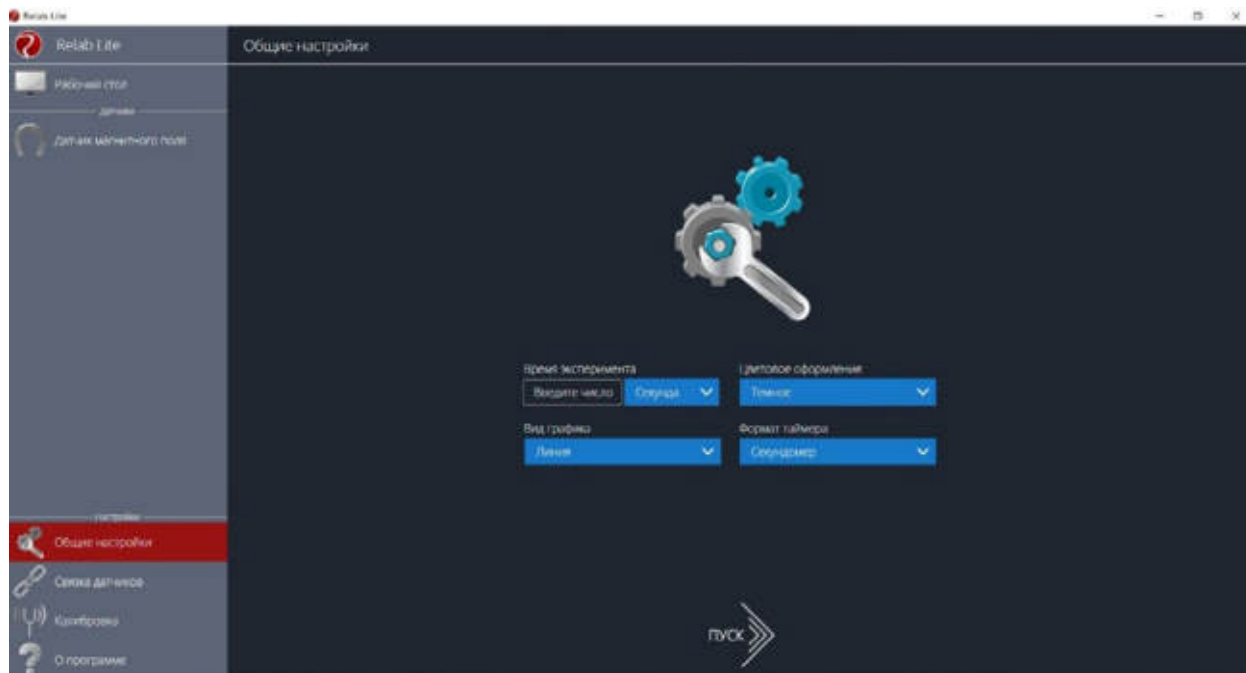 Relab Lite
Relab Lite
Общие настройки
Рабочий стол
Датчики
Датчик магнитного поля
Время эксперимента
Цветовое оформление
Введите число
Секунда
Темное
Вид графика
Формат таймера
Линия
Секундомер
Настройки
Общие настройки
Связка датчиков
Калибровка
О программе
ПУСК